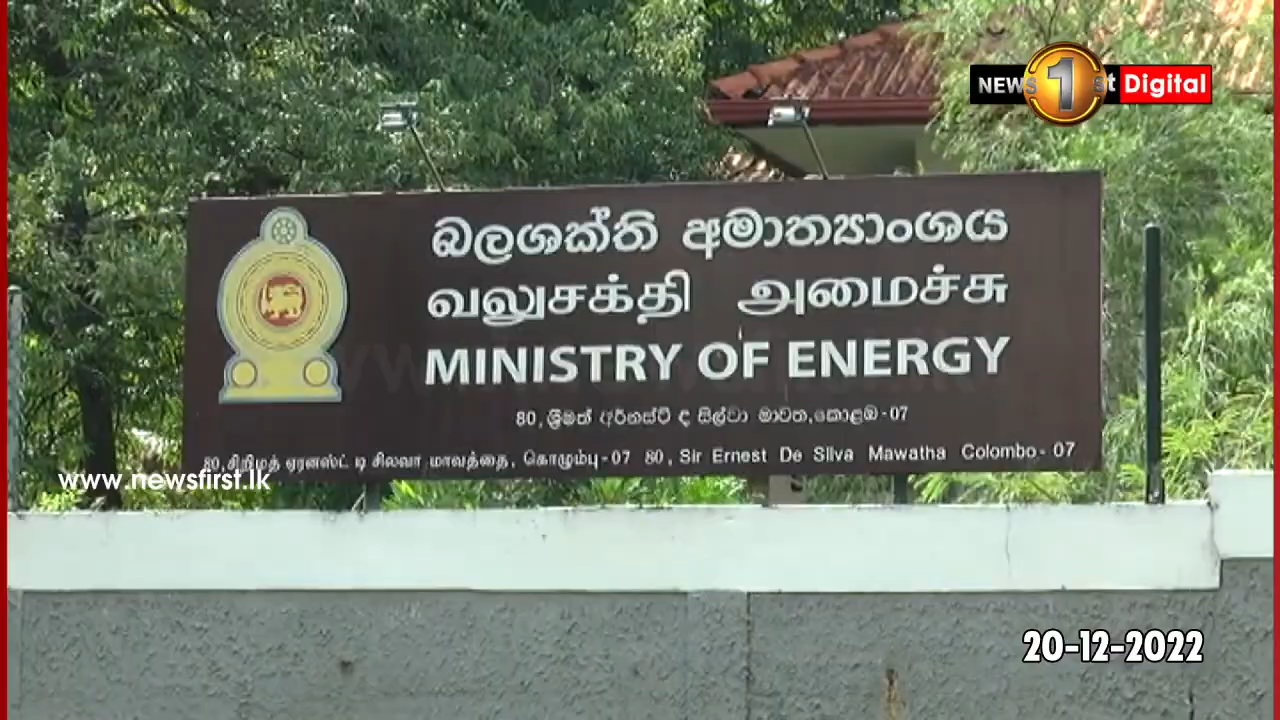 NEWS 1st Digital
බලශක්ති අමාත්‍යාංශය
வலுசக்தி அமைச்சு
MINISTRY OF ENERGY
80, ශ්‍රීමත් අර්නස්ට් ද සිල්වා මාවත,කොළඹ -07
80, சிறிமத் ஏரனஸ்ட் டி சிலவா மாவத்தை, கொழும்பு-07 80, Sir Ernest De Silva Mawatha Colombo - 07
www.newsfirst.lk
20-12-2022